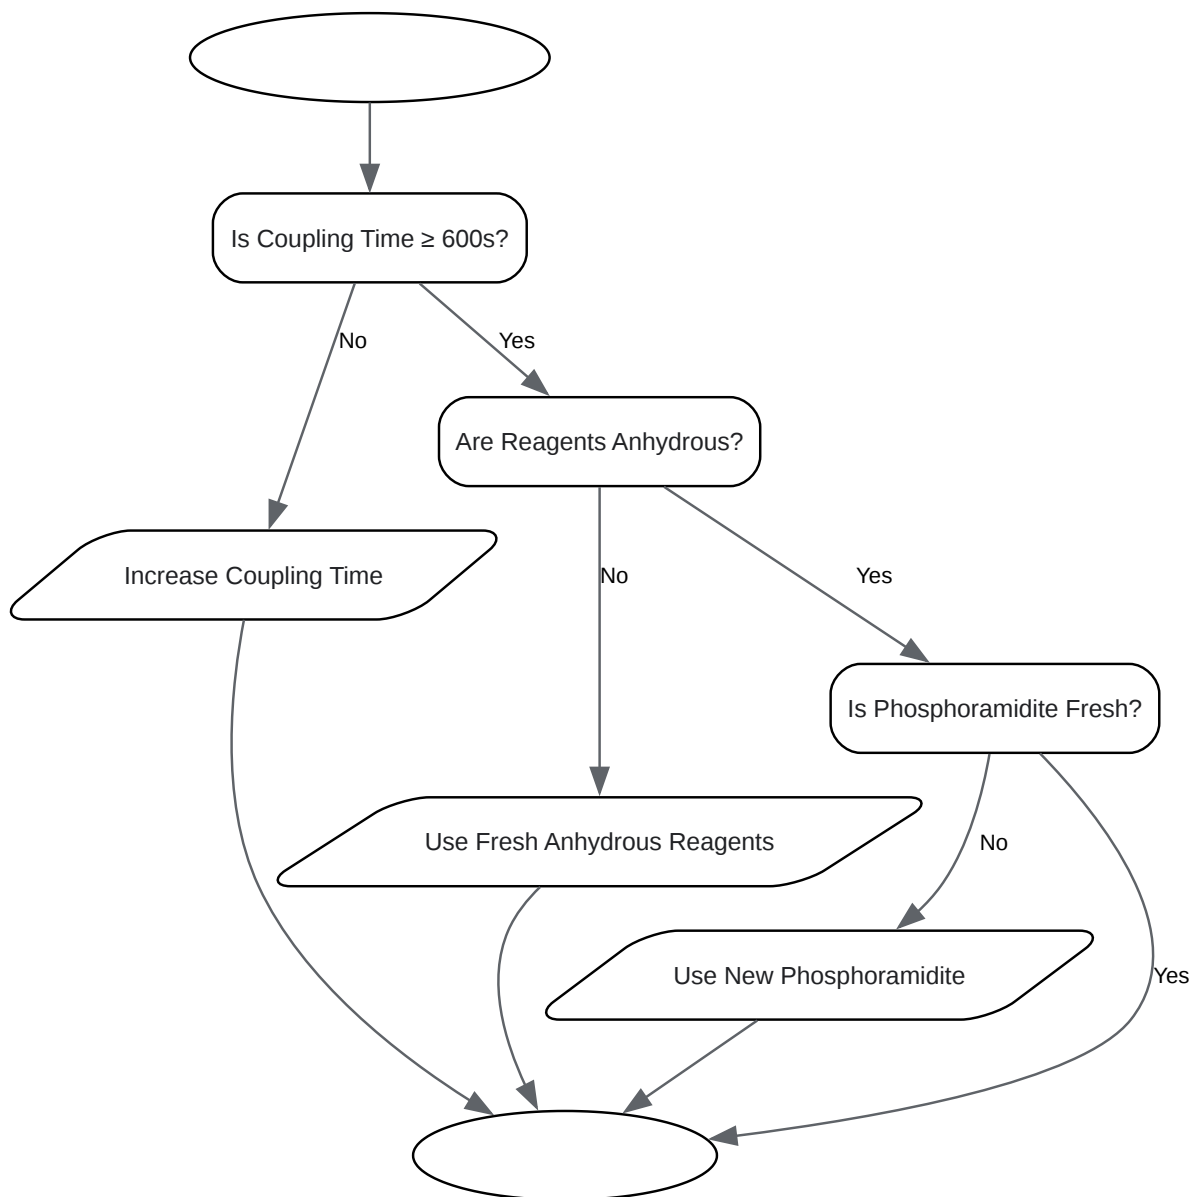 Is Coupling Time ≥ 600s?
No
Yes
Are Reagents Anhydrous?
Increase Coupling Time
No
Yes
Is Phosphoramidite Fresh?
Use Fresh Anhydrous Reagents
No
Use New Phosphoramidite
Yes